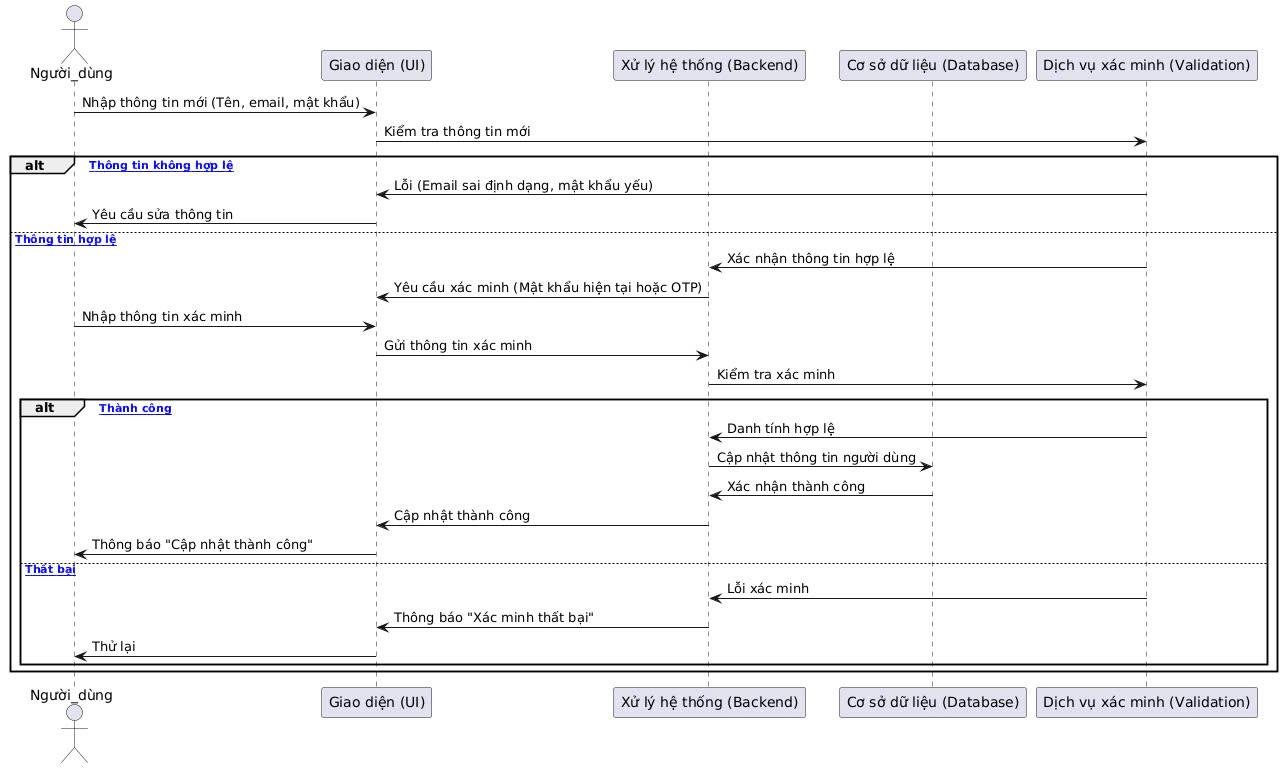 Người_dùng
Giao diện (UI)
Xử lý hệ thống (Backend)
Cơ sở dữ liệu (Database)
Dịch vụ xác minh (Validation)
Nhập thông tin mới (Tên, email, mật khẩu)
Kiểm tra thông tin mới
alt
Thông tin không hợp lệ
Lỗi (Email sai định dạng, mật khẩu yếu)
Yêu cầu sửa thông tin
Thông tin hợp lệ
Xác nhận thông tin hợp lệ
Yêu cầu xác minh (Mật khẩu hiện tại hoặc OTP)
Nhập thông tin xác minh
Gửi thông tin xác minh
Kiểm tra xác minh
alt
Thành công
Danh tính hợp lệ
Cập nhật thông tin người dùng
Xác nhận thành công
Cập nhật thành công
Thông báo "Cập nhật thành công"
Thất bại
Lỗi xác minh
Thông báo "Xác minh thất bại"
Thử lại
Người_dùng
Giao diện (UI)
Xử lý hệ thống (Backend)
Cơ sở dữ liệu (Database)
Dịch vụ xác minh (Validation)